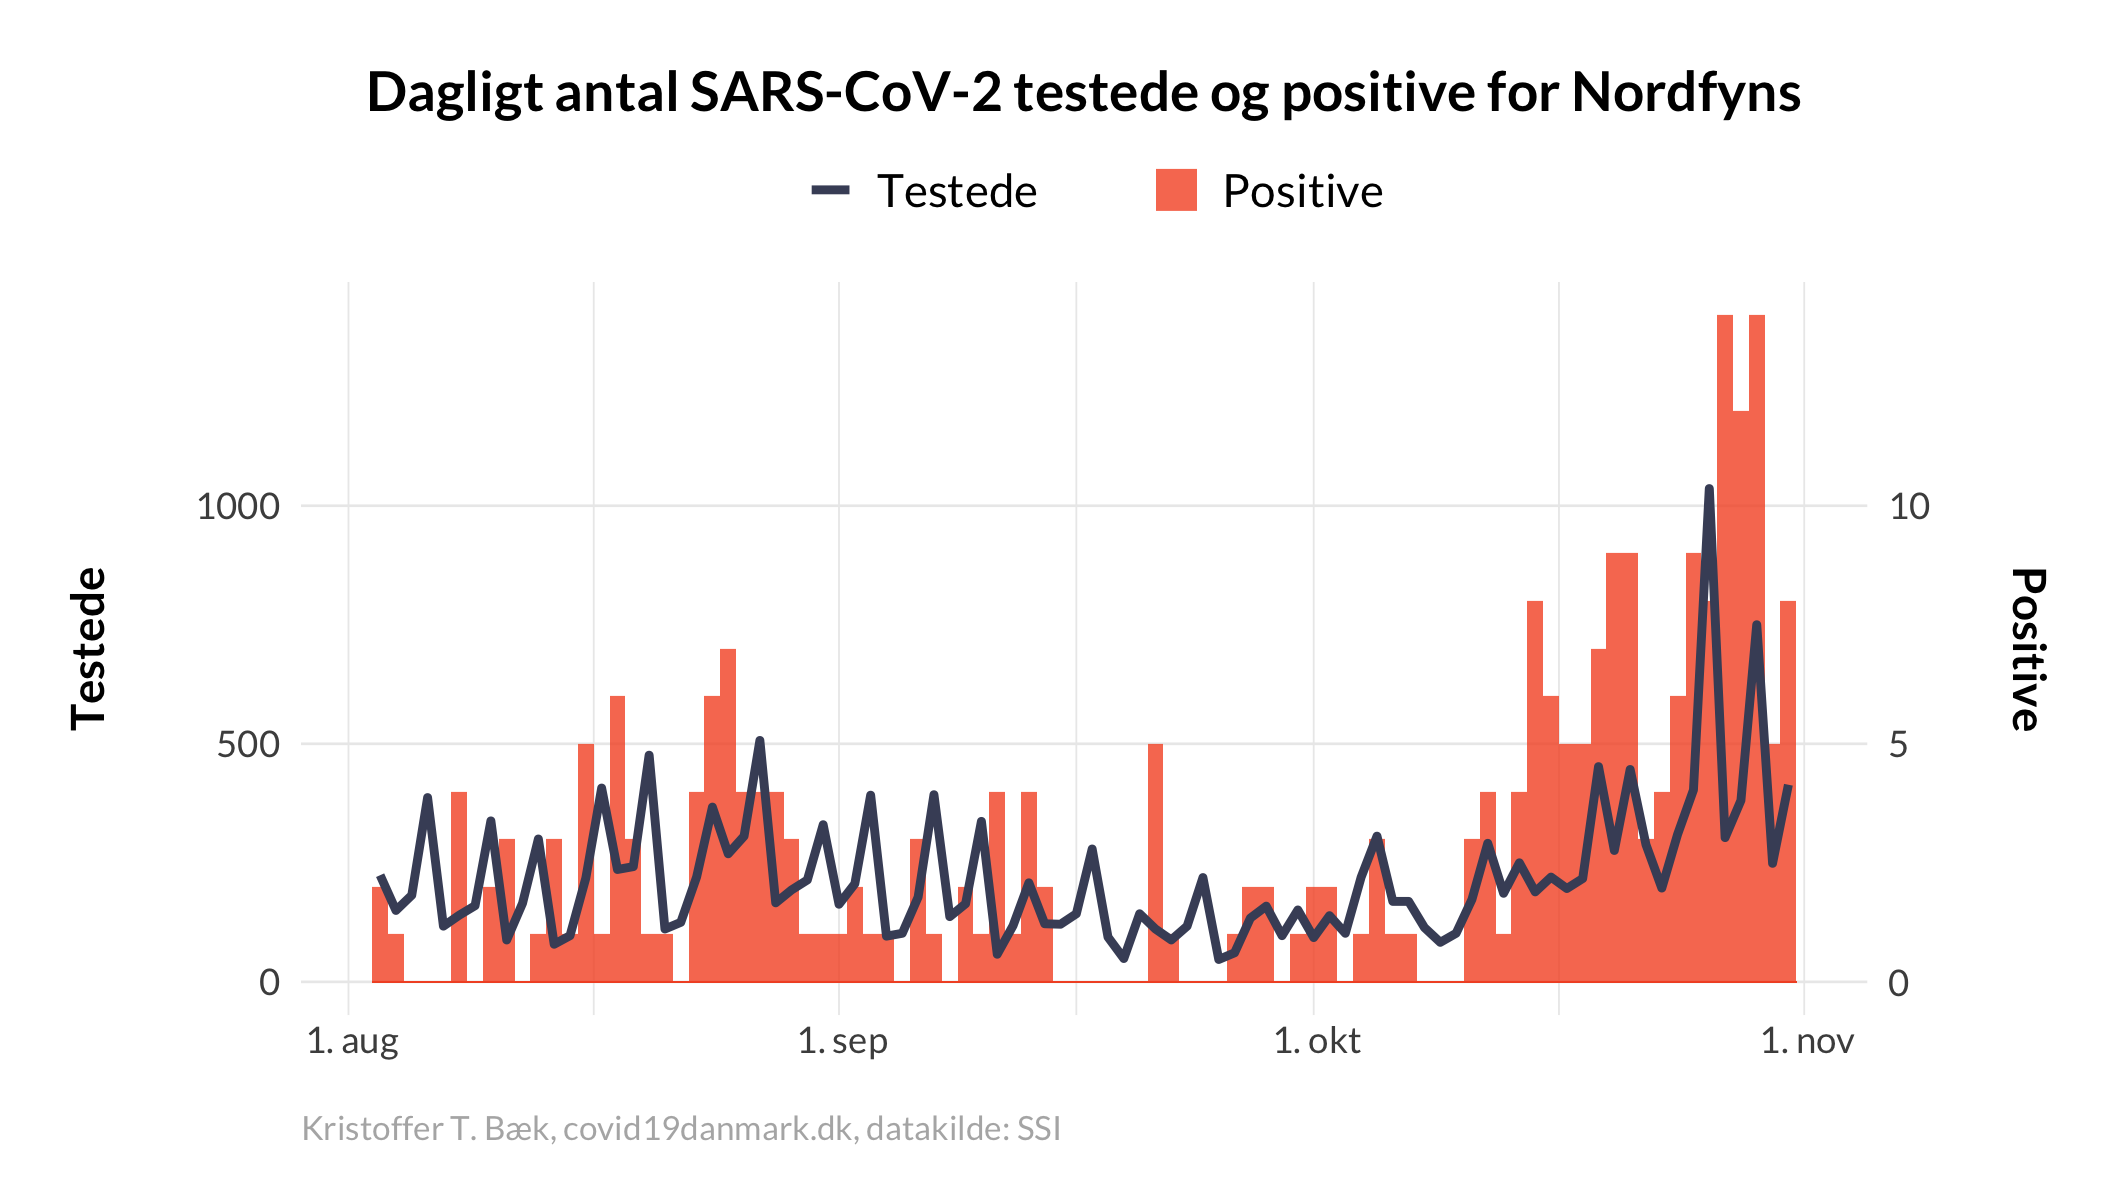 Dagligt antal SARS-CoV-2 testede og positive for Nordfyns
Testede
Positive
1000
500
0
Testede
10
5
0
Positive
1. aug
1. sep
1. okt
1. nov
Kristoffer T. Bæk, covid19danmark.dk, datakilde: SSI